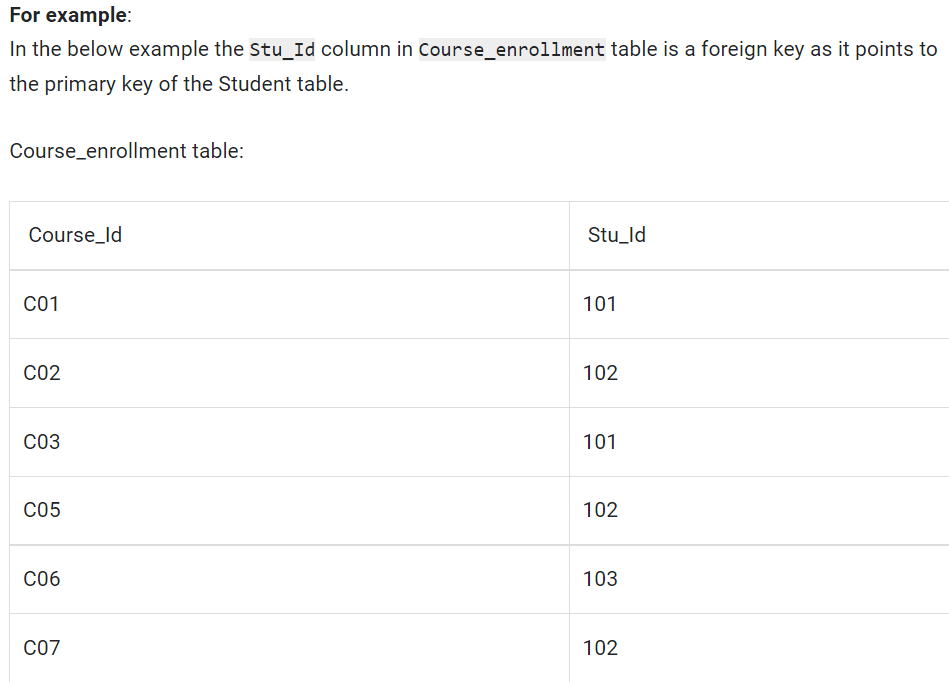 For example:
In the below example the Stu_Id column in Course_enrollment table is a foreign key as it points to
the primary key of the Student table.
Course_enrollment table:
Course_Id Stu_Id
C01 101
C02 102
C03 101
C05 102
C06 103
C07 102